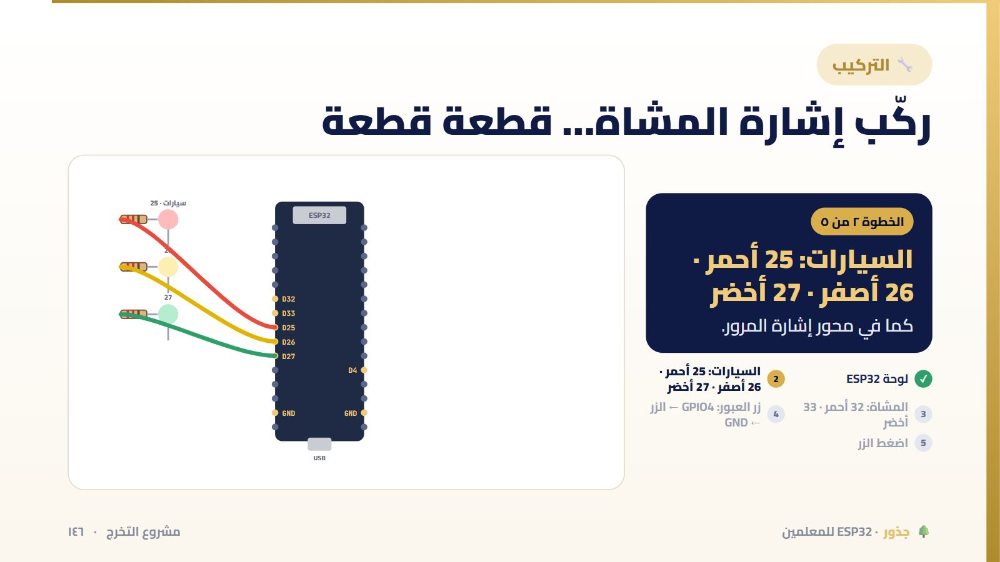 🔧 التركيب
ركّب إشارة المشاة... قطعة قطعة
الخطوة ٢ من ٥
السيارات: 25 أحمر ·
26 أصفر · 27 أخضر
كما في محور إشارة المرور.
✓ لوحة ESP32
2 السيارات: 25 أحمر ·
26 أصفر · 27 أخضر
3 المشاة: 32 أحمر · 33
أخضر
4 زر العبور: GPIO4 ← الزر
← GND
5 اضغط الزر
سيارات · 25
27
ESP32
D32
D33
D25
D26
D27
D4
GND
GND
USB
🌳 جذور · ESP32 للمعلمين
مشروع التخرج · ١٤٦